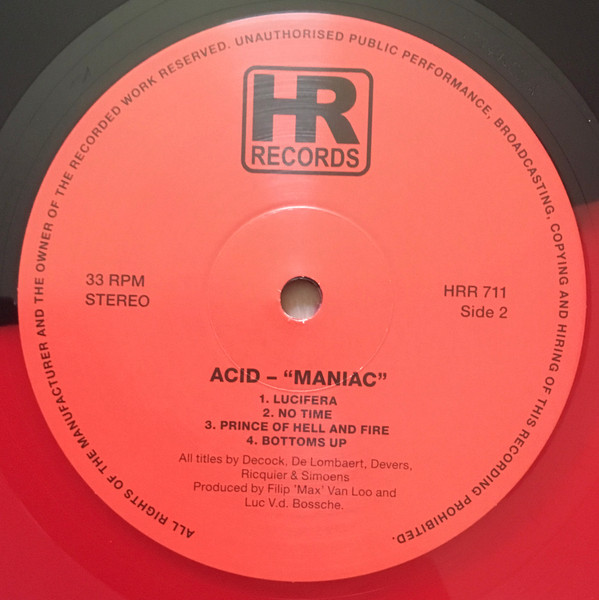 ALL RIGHTS OF THE MANUFACTURER AND THE OWNER OF THE RECORDED WORK RESERVED. UNAUTHORISED PUBLIC PERFORMANCE, BROADCASTING, COPYING AND HIRING OF THIS RECORDING PROHIBITED.
HR
RECORDS
33 RPM
STEREO
HRR 711
Side 2
ACID – “MANIAC”
1. LUCIFERA
2. NO TIME
3. PRINCE OF HELL AND FIRE
4. BOTTOMS UP
All titles by Decock, De Lombaert, Devers,
Ricquier & Simoens
Produced by Filip 'Max' Van Loo and
Luc V.d. Bossche.